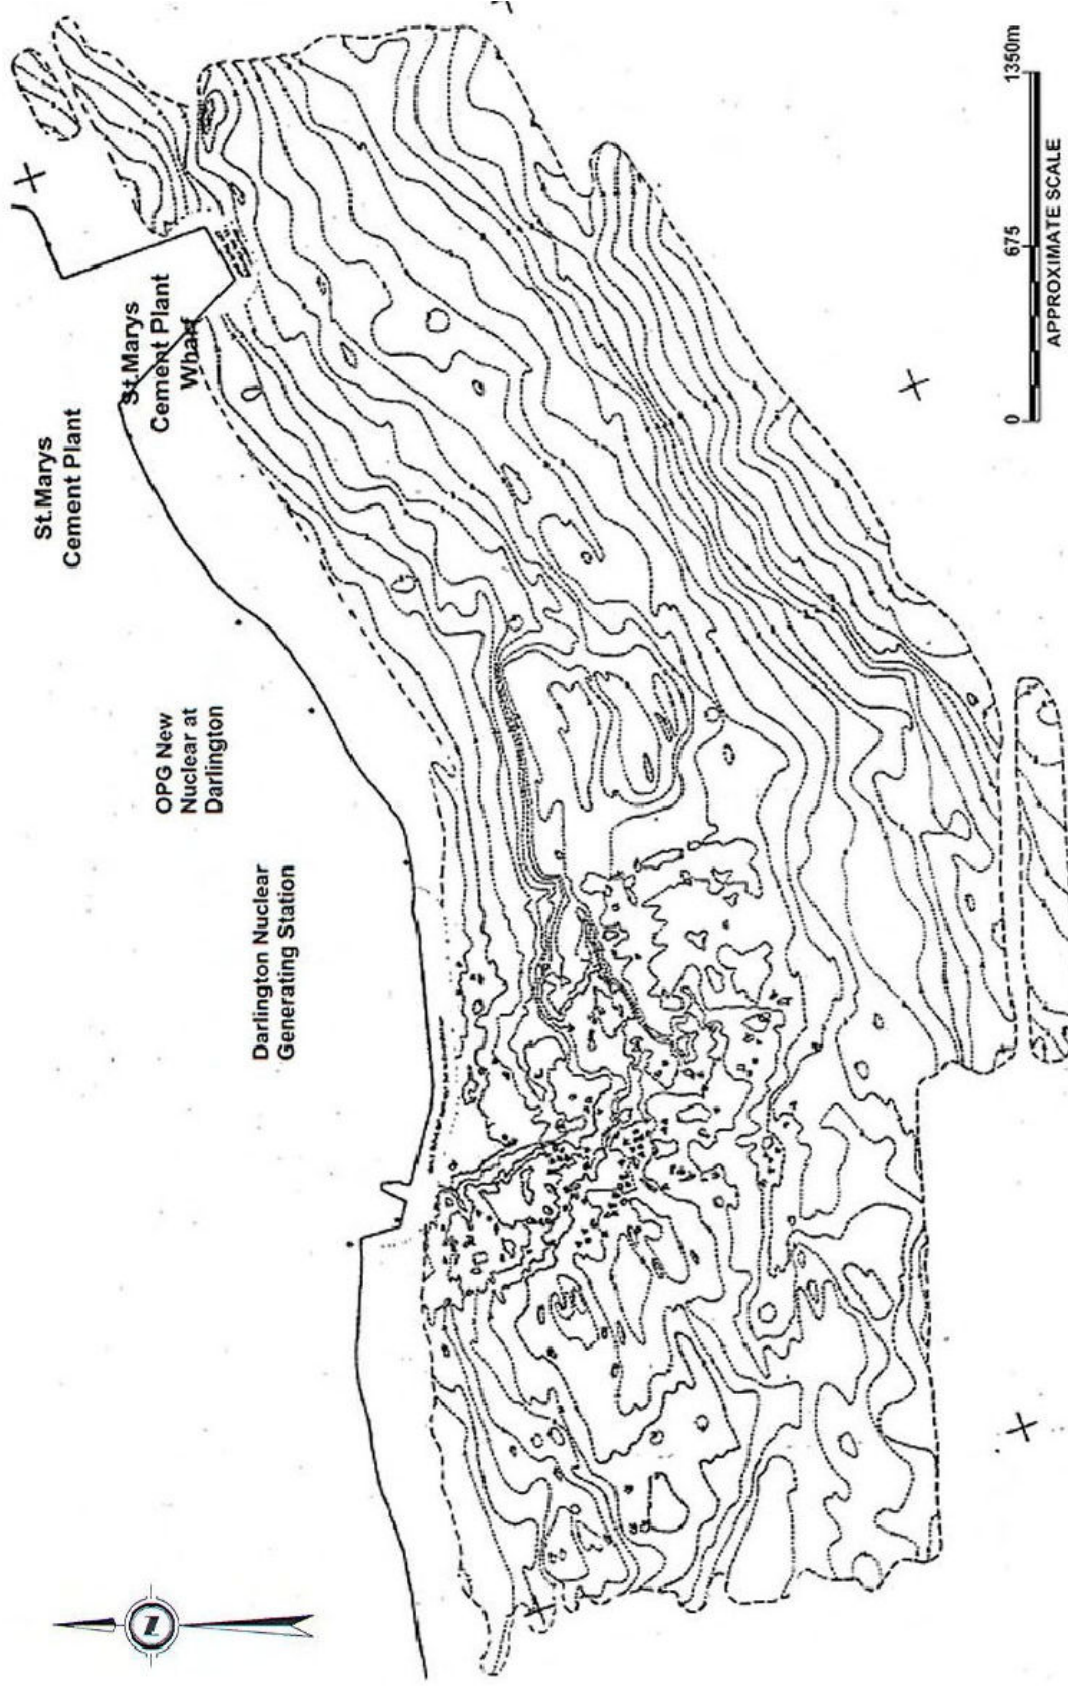 St.Marys
Cement Plant
St.Marys
Cement Plant
Wharf
OPG New
Nuclear at
Darlington
Darlington Nuclear
Generating Station
0
675
1350m
APPROXIMATE SCALE
N